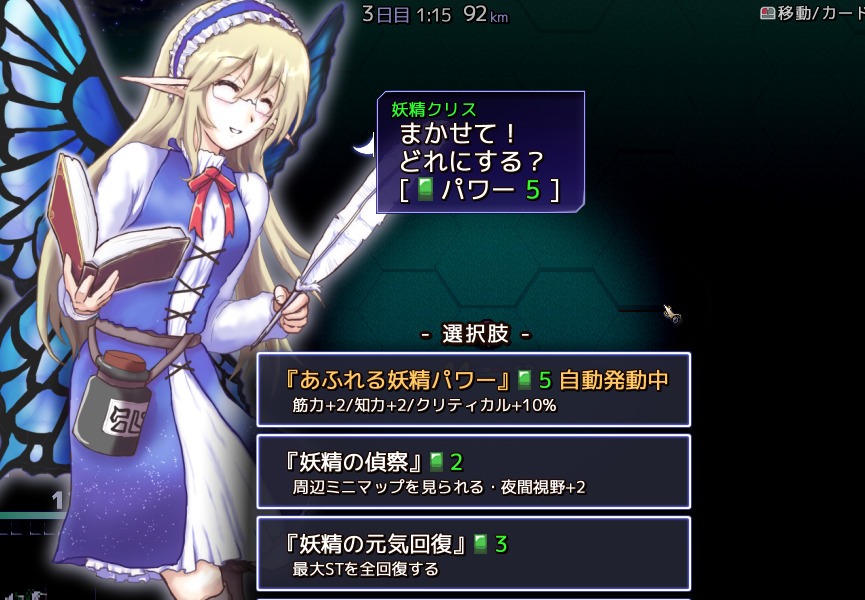 3日目 1:15 92km
移動/カード
妖精クリス
まかせて！
どれにする？
[ パワー 5 ]
- 選択肢 -
『あふれる妖精パワー』 5 自動発動中
筋力+2/知力+2/クリティカル+10%
『妖精の偵察』 2
周辺ミニマップを見られる・夜間視野+2
『妖精の元気回復』 3
最大STを全回復する